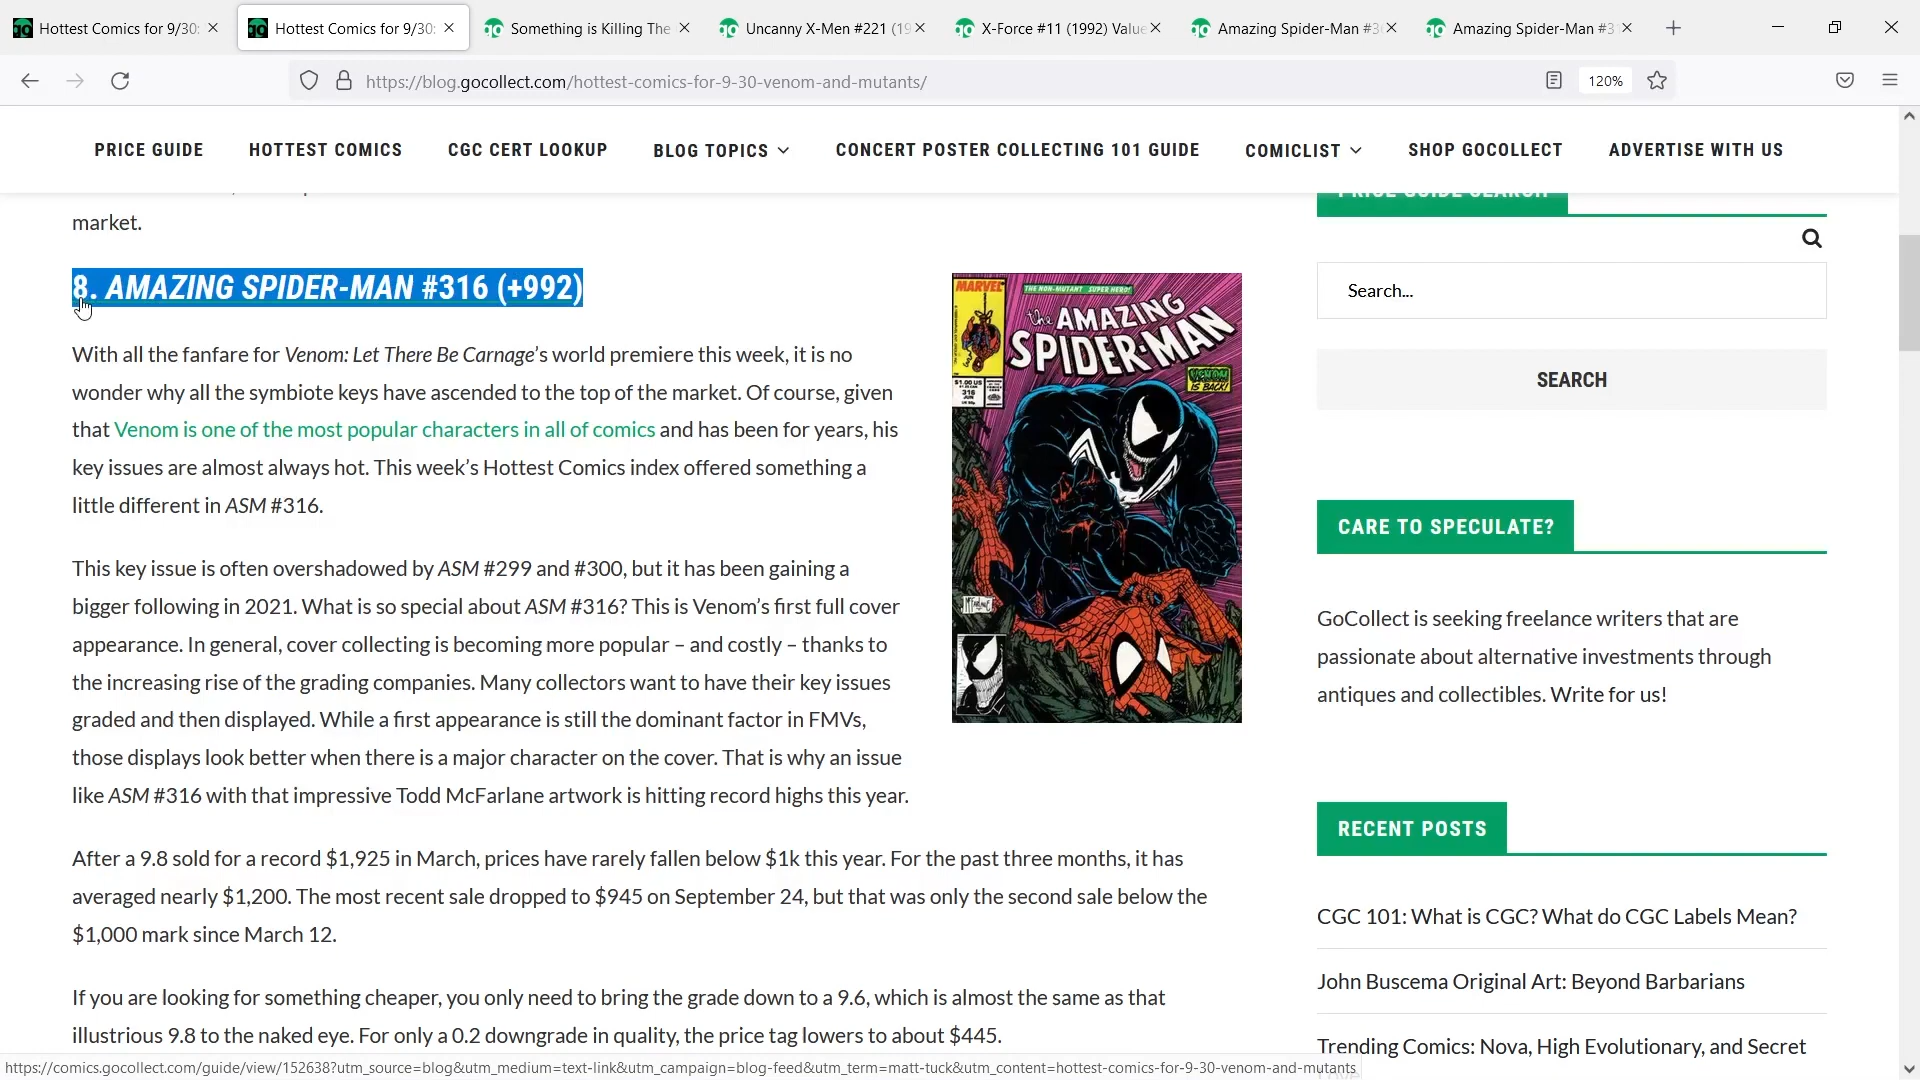 Hottest Comics for 9/30:
Hottest Comics for 9/30:
Something is Killing The
Uncanny X-Men #221 (19
X-Force #11 (1992) Value
Amazing Spider-Man #3
Amazing Spider-Man #3
https://blog.gocollect.com/hottest-comics-for-9-30-venom-and-mutants/
120%
PRICE GUIDE
HOTTEST COMICS
CGC CERT LOOKUP
BLOG TOPICS
CONCERT POSTER COLLECTING 101 GUIDE
COMICLIST
SHOP GOCOLLECT
ADVERTISE WITH US
market.
8. AMAZING SPIDER-MAN #316 (+992)
With all the fanfare for Venom: Let There Be Carnage's world premiere this week, it is no
wonder why all the symbiote keys have ascended to the top of the market. Of course, given
that Venom is one of the most popular characters in all of comics and has been for years, his
key issues are almost always hot. This week's Hottest Comics index offered something a
little different in ASM #316.
This key issue is often overshadowed by ASM #299 and #300, but it has been gaining a
bigger following in 2021. What is so special about ASM #316? This is Venom's first full cover
appearance. In general, cover collecting is becoming more popular – and costly – thanks to
the increasing rise of the grading companies. Many collectors want to have their key issues
graded and then displayed. While a first appearance is still the dominant factor in FMVs,
those displays look better when there is a major character on the cover. That is why an issue
like ASM #316 with that impressive Todd McFarlane artwork is hitting record highs this year.
After a 9.8 sold for a record $1,925 in March, prices have rarely fallen below $1k this year. For the past three months, it has
averaged nearly $1,200. The most recent sale dropped to $945 on September 24, but that was only the second sale below the
$1,000 mark since March 12.
If you are looking for something cheaper, you only need to bring the grade down to a 9.6, which is almost the same as that
illustrious 9.8 to the naked eye. For only a 0.2 downgrade in quality, the price tag lowers to about $445.
MARVEL
THE NON-MUTANT SUPER HERO!
the AMAZING
SPIDER-MAN
$1.00 US
316
JUN
VENOM
IS BACK!
McFARLANE
PRICE GUIDE SEARCH
Search...
SEARCH
CARE TO SPECULATE?
GoCollect is seeking freelance writers that are
passionate about alternative investments through
antiques and collectibles. Write for us!
RECENT POSTS
CGC 101: What is CGC? What do CGC Labels Mean?
John Buscema Original Art: Beyond Barbarians
Trending Comics: Nova, High Evolutionary, and Secret
https://comics.gocollect.com/guide/view/152638?utm_source=blog&utm_medium=text-link&utm_campaign=blog-feed&utm_term=matt-tuck&utm_content=hottest-comics-for-9-30-venom-and-mutants